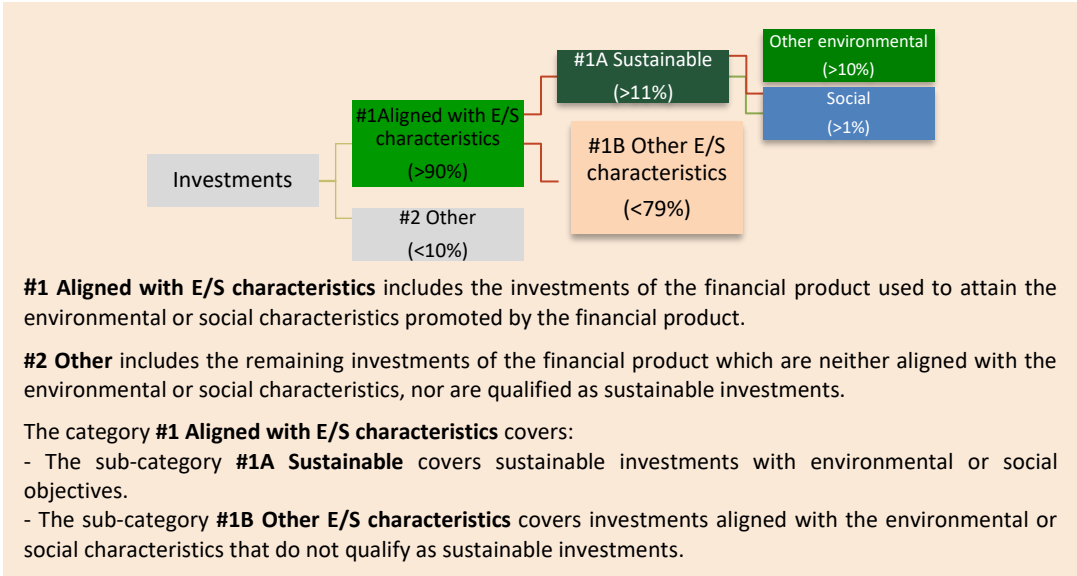 Other environmental
(>10%)
#1A Sustainable
(>11%)
Social
(>1%)
#1Aligned with E/S
characteristics
(>90%)
#1B Other E/S
characteristics
(<79%)
Investments
#2 Other
(<10%)
#1 Aligned with E/S characteristics includes the investments of the financial product used to attain the
environmental or social characteristics promoted by the financial product.
#2 Other includes the remaining investments of the financial product which are neither aligned with the
environmental or social characteristics, nor are qualified as sustainable investments.
The category #1 Aligned with E/S characteristics covers:
- The sub-category #1A Sustainable covers sustainable investments with environmental or social
objectives.
- The sub-category #1B Other E/S characteristics covers investments aligned with the environmental or
social characteristics that do not qualify as sustainable investments.